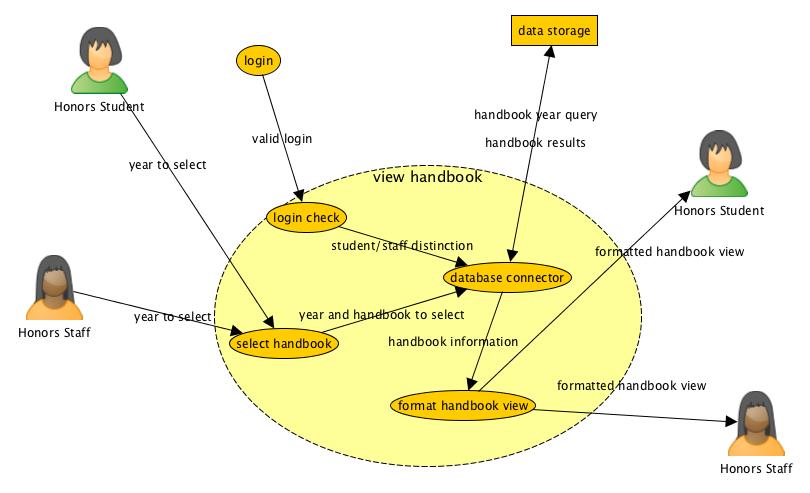 data storage
login
Honors Student
handbook year query
valid login
handbook results
year to select
view handbook
Honors Student
login check
student/staff distinction
formatted handbook view
database connector
year to select
year and handbook to select
Honors Staff
select handbook
handbook information
formatted handbook view
format handbook view
Honors Staff